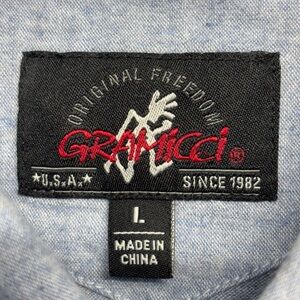 ORIGINAL FREEDOM
GRAMICCI®
★U.S.A.★ SINCE 1982
L
MADE IN
CHINA